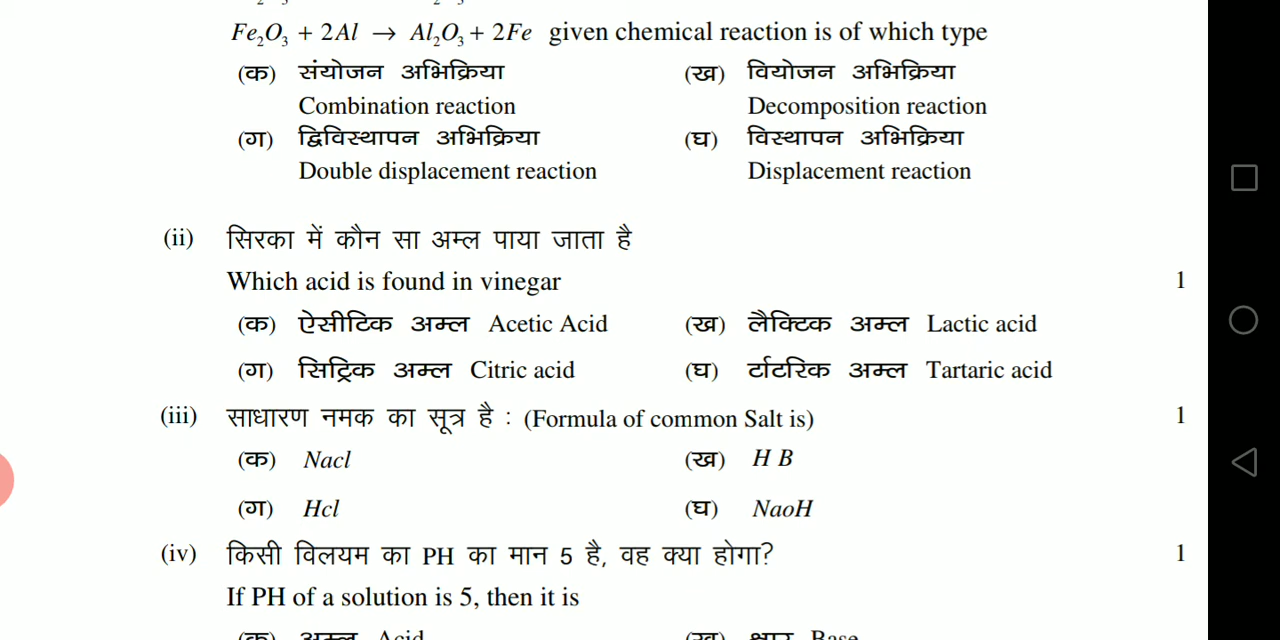 Fe₂O₃ + 2Al → Al₂O₃ + 2Fe given chemical reaction is of which type
(क) संयोजन अभिक्रिया (ख) वियोजन अभिक्रिया
Combination reaction Decomposition reaction
(ग) द्विविस्थापन अभिक्रिया (घ) विस्थापन अभिक्रिया
Double displacement reaction Displacement reaction
(ii) सिरका में कौन सा अम्ल पाया जाता है
Which acid is found in vinegar 1
(क) ऐसीटिक अम्ल Acetic Acid (ख) लैक्टिक अम्ल Lactic acid
(ग) सिट्रिक अम्ल Citric acid (घ) र्टाटरिक अम्ल Tartaric acid
(iii) साधारण नमक का सूत्र है : (Formula of common Salt is) 1
(क) Nacl (ख) H B
(ग) Hcl (घ) NaoH
(iv) किसी विलयम का PH का मान 5 है, वह क्या होगा? 1
If PH of a solution is 5, then it is
(क) अम्ल Acid (ख) क्षार Base